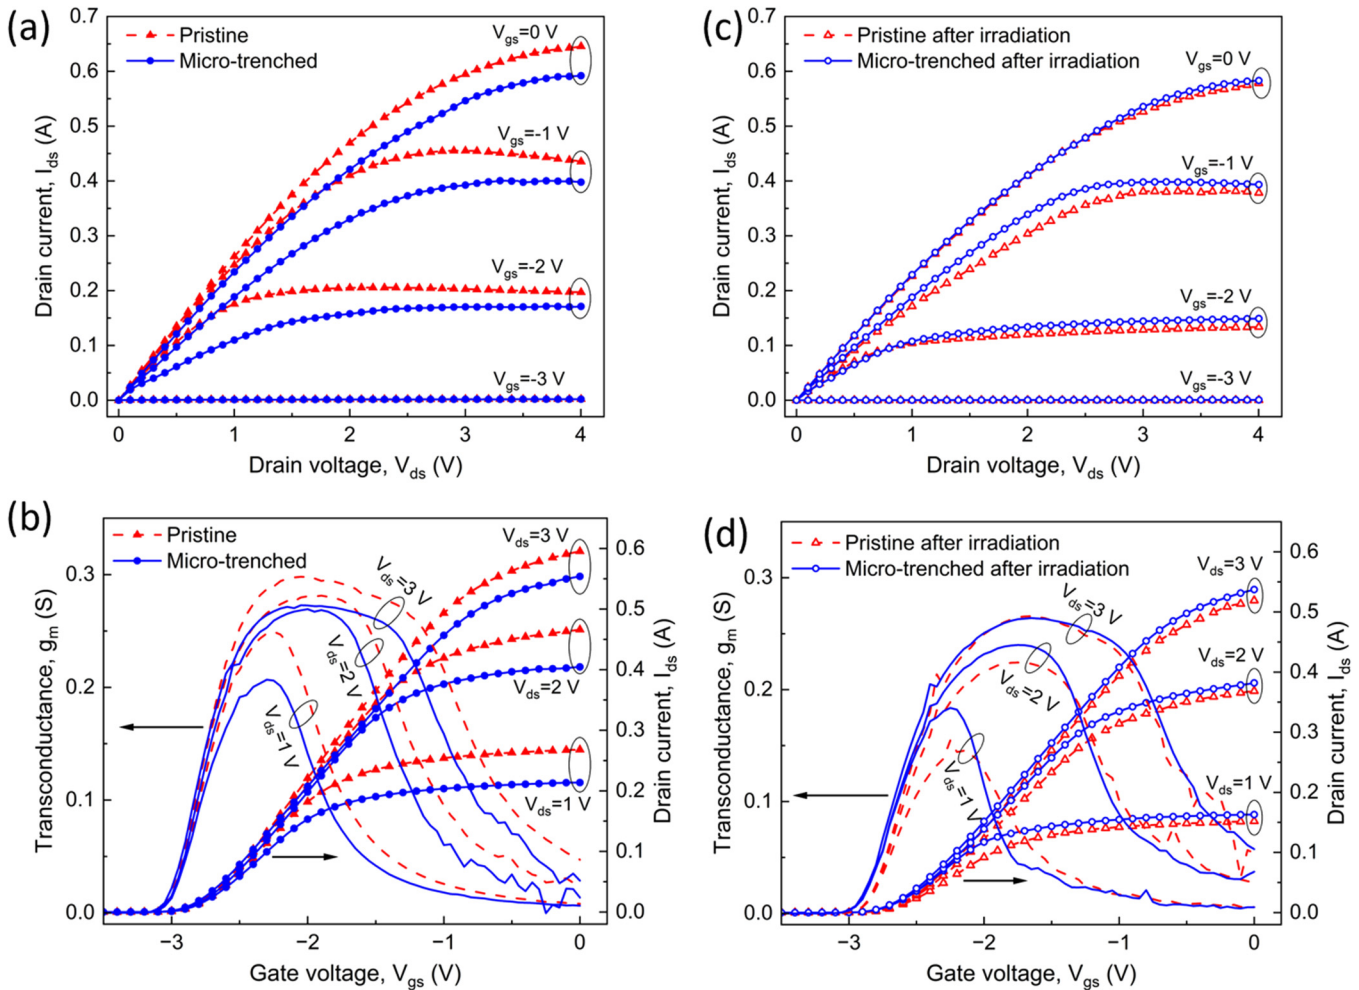 (a)
Pristine
Micro-trenched
V_gs=0 V
V_gs=-1 V
V_gs=-2 V
V_gs=-3 V
0.7
0.6
0.5
0.4
0.3
0.2
0.1
0.0
Drain current, I_ds (A)
0 1 2 3 4
Drain voltage, V_ds (V)
(c)
Pristine after irradiation
Micro-trenched after irradiation
V_gs=0 V
V_gs=-1 V
V_gs=-2 V
V_gs=-3 V
0.7
0.6
0.5
0.4
0.3
0.2
0.1
0.0
Drain current, I_ds (A)
0 1 2 3 4
Drain voltage, V_ds (V)
(b)
Pristine
Micro-trenched
V_ds=3 V
V_ds=3 V
V_ds=2 V
V_ds=2 V
V_ds=1 V
V_ds=1 V
0.3
0.2
0.1
0.0
Transconductance, g_m (S)
0.6
0.5
0.4
0.3
0.2
0.1
0.0
Drain current, I_ds (A)
−3 −2 −1 0
Gate voltage, V_gs (V)
(d)
Pristine after irradiation
Micro-trenched after irradiation
V_ds=3 V
V_ds=3 V
V_ds=2 V
V_ds=2 V
V_ds=1 V
V_ds=1 V
0.3
0.2
0.1
0.0
Transconductance, g_m (S)
0.6
0.5
0.4
0.3
0.2
0.1
0.0
Drain current, I_ds (A)
−3 −2 −1 0
Gate voltage, V_gs (V)